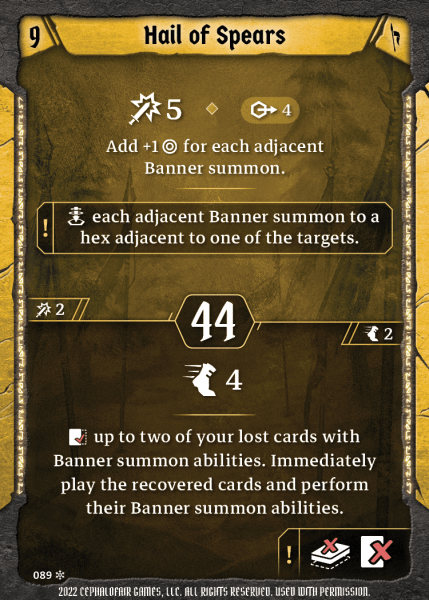 9 Hail of Spears
5 4
Add +1 for each adjacent
Banner summon.
! each adjacent Banner summon to a
hex adjacent to one of the targets.
2
44
2
4
up to two of your lost cards with
Banner summon abilities. Immediately
play the recovered cards and perform
their Banner summon abilities.
!
089
2022 CEPHALOFAIR GAMES, LLC. ALL RIGHTS RESERVED. USED WITH PERMISSION.